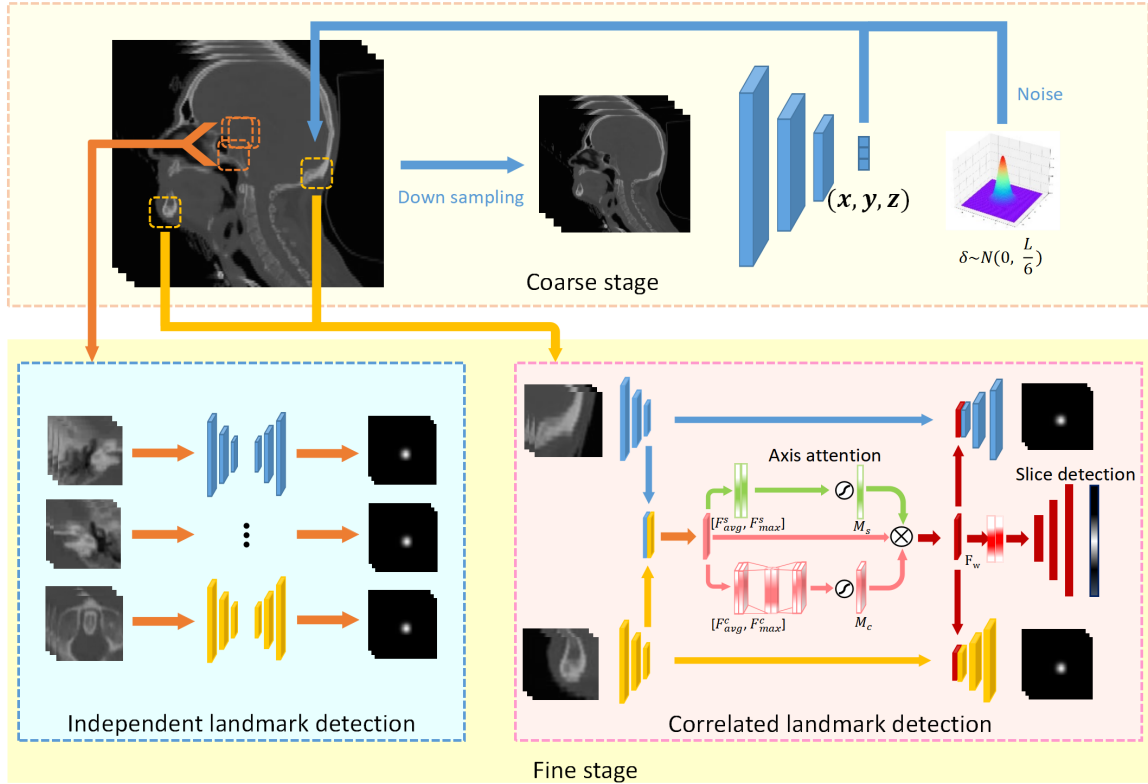 Noise
Down sampling
(x, y, z)
δ~N(0, L/6)
Coarse stage
Axis attention
Slice detection
[F^s_avg, F^s_max]
M_s
F_w
[F^c_avg, F^c_max]
M_c
Independent landmark detection
Correlated landmark detection
Fine stage